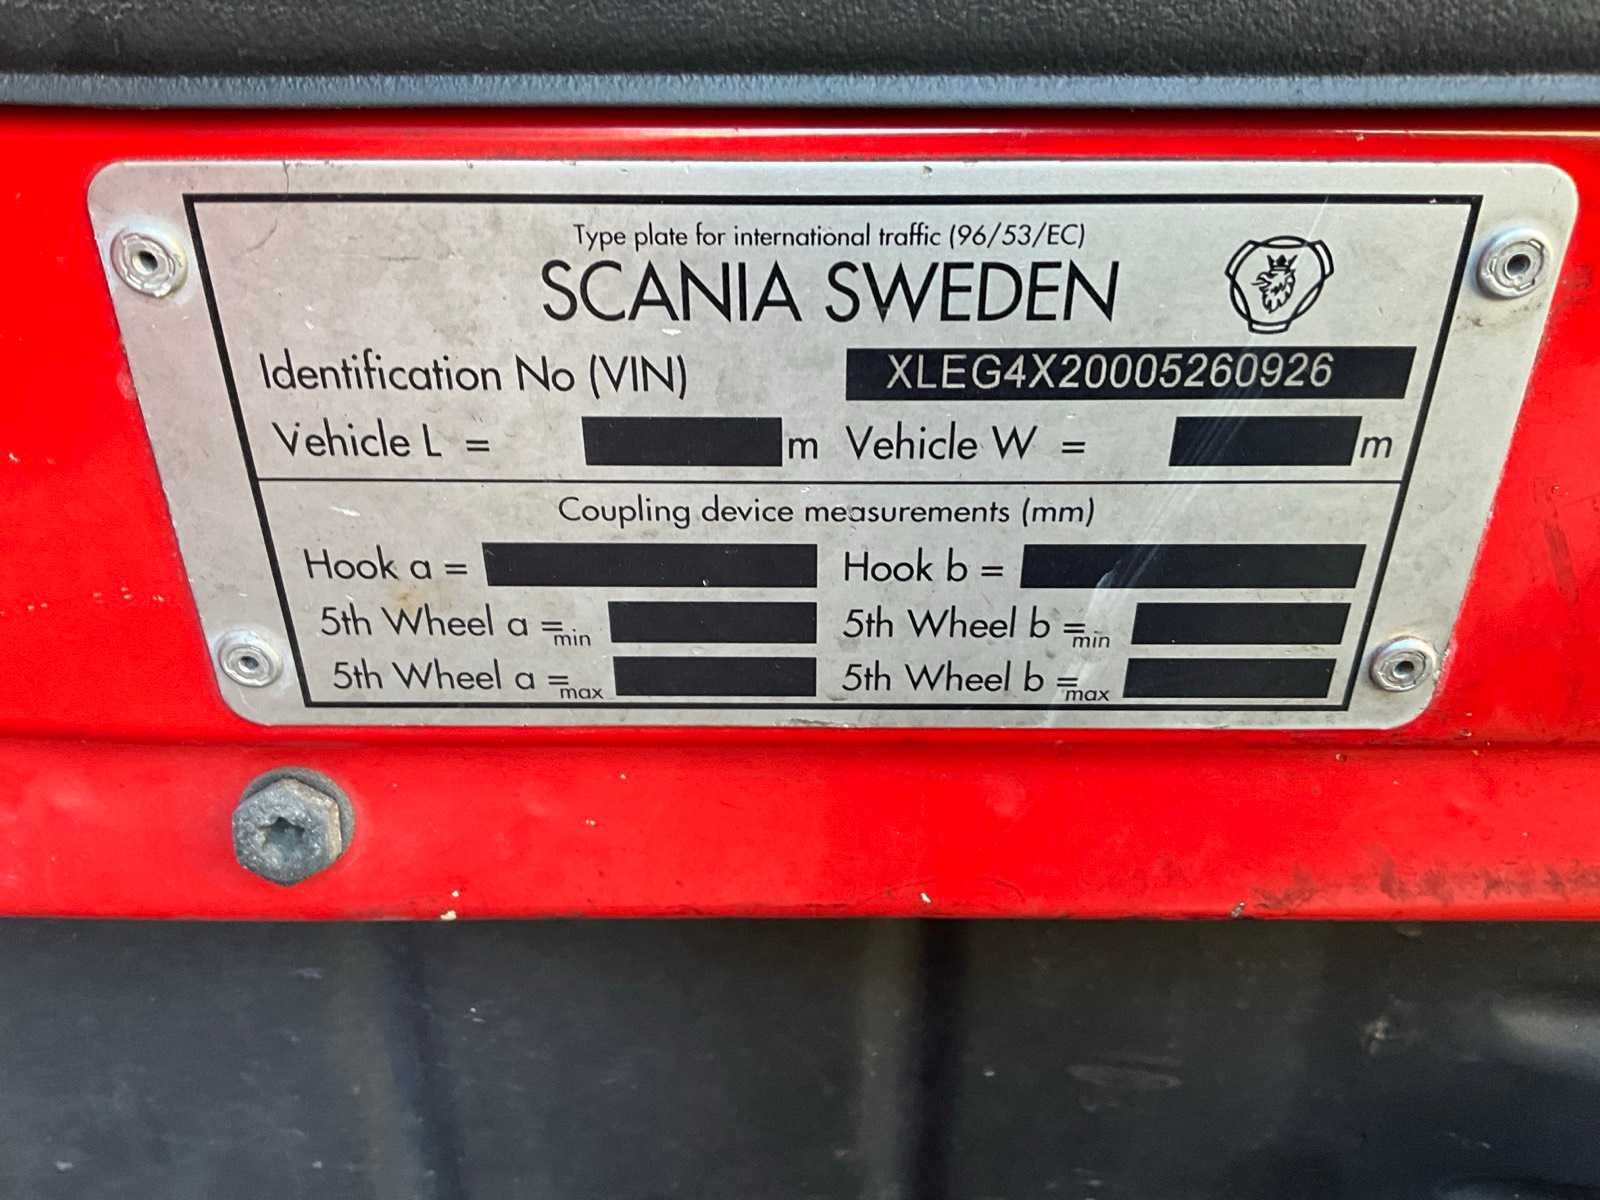 Type plate for international traffic (96/53/EC)
SCANIA SWEDEN
Identification No (VIN) XLEG4X20005260926
Vehicle L = m Vehicle W = m
Coupling device measurements (mm)
Hook a = Hook b =
5th Wheel a = min 5th Wheel b = min
5th Wheel a = max 5th Wheel b = max